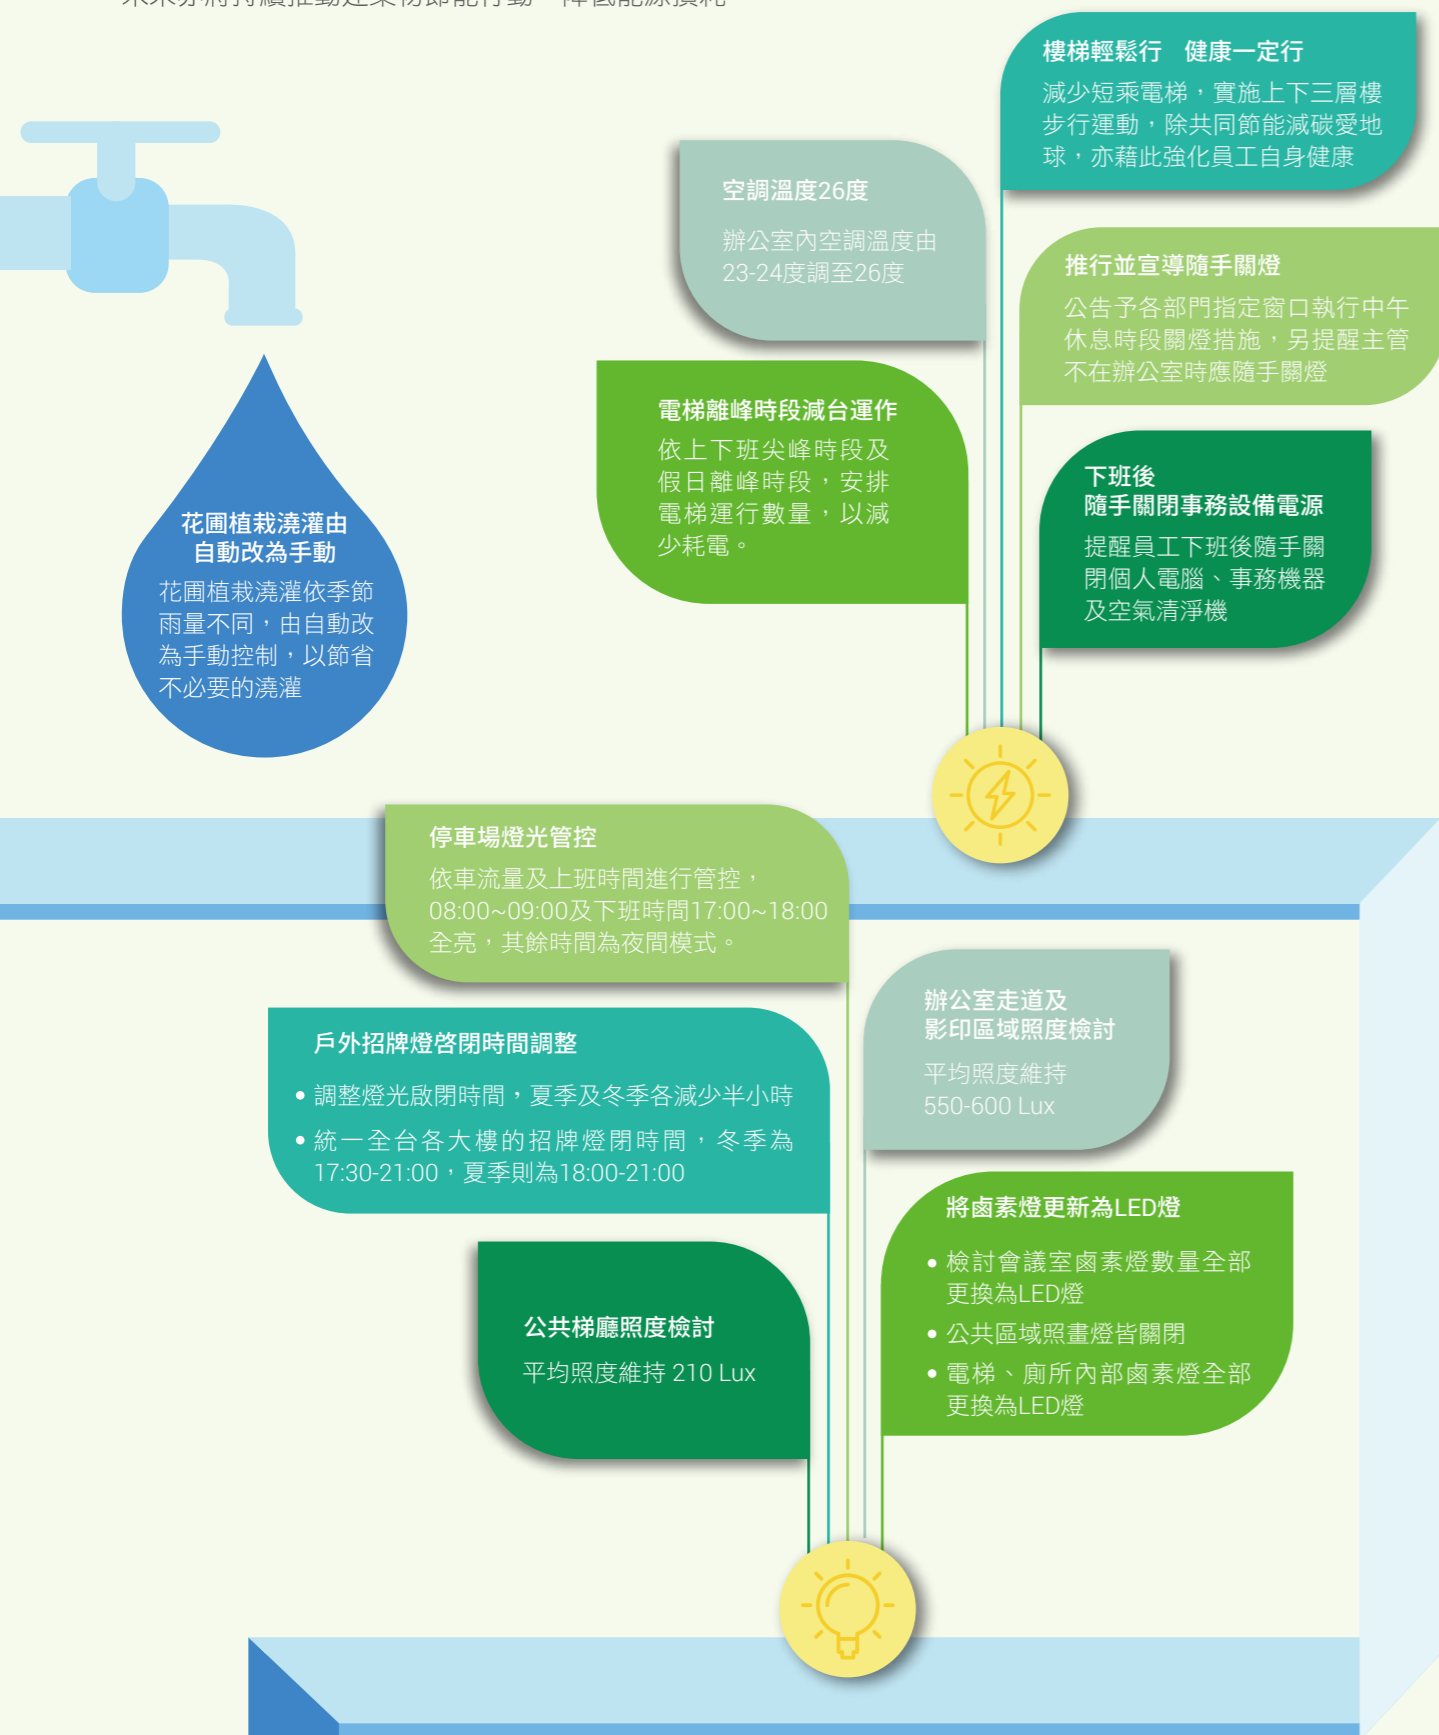 樓梯輕鬆行　健康一定行
減少短乘電梯，實施上下三層樓
步行運動，除共同節能減碳愛地
球，亦藉此強化員工自身健康
空調溫度26度
辦公室內空調溫度由
23-24度調至26度
推行並宣導隨手關燈
公告予各部門指定窗口執行中午
休息時段關燈措施，另提醒主管
不在辦公室時應隨手關燈
電梯離峰時段減台運作
依上下班尖峰時段及
假日離峰時段，安排
電梯運行數量，以減
少耗電。
下班後
隨手關閉事務設備電源
提醒員工下班後隨手關
閉個人電腦、事務機器
及空氣清淨機
花圃植栽澆灌由
自動改為手動
花圃植栽澆灌依季節
雨量不同，由自動改
為手動控制，以節省
不必要的澆灌
停車場燈光管控
依車流量及上班時間進行管控，
08:00~09:00及下班時間17:00~18:00
全亮，其餘時間為夜間模式。
辦公室走道及
影印區域照度檢討
平均照度維持
550-600 Lux
戶外招牌燈啓閉時間調整
• 調整燈光啟閉時間，夏季及冬季各減少半小時
• 統一全台各大樓的招牌燈閉時間，冬季為
17:30-21:00，夏季則為18:00-21:00
將鹵素燈更新為LED燈
• 檢討會議室鹵素燈數量全部
更換為LED燈
• 公共區域照畫燈皆關閉
• 電梯、廁所內部鹵素燈全部
更換為LED燈
公共梯廳照度檢討
平均照度維持 210 Lux